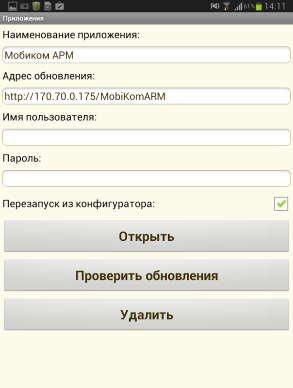 61% 14:11
Приложения
Наименование приложения:
Мобиком АРМ
Адрес обновления:
http://170.70.0.175/MobiKomARM
Имя пользователя:
Пароль:
Перезапуск из конфигуратора:
Открыть
Проверить обновления
Удалить